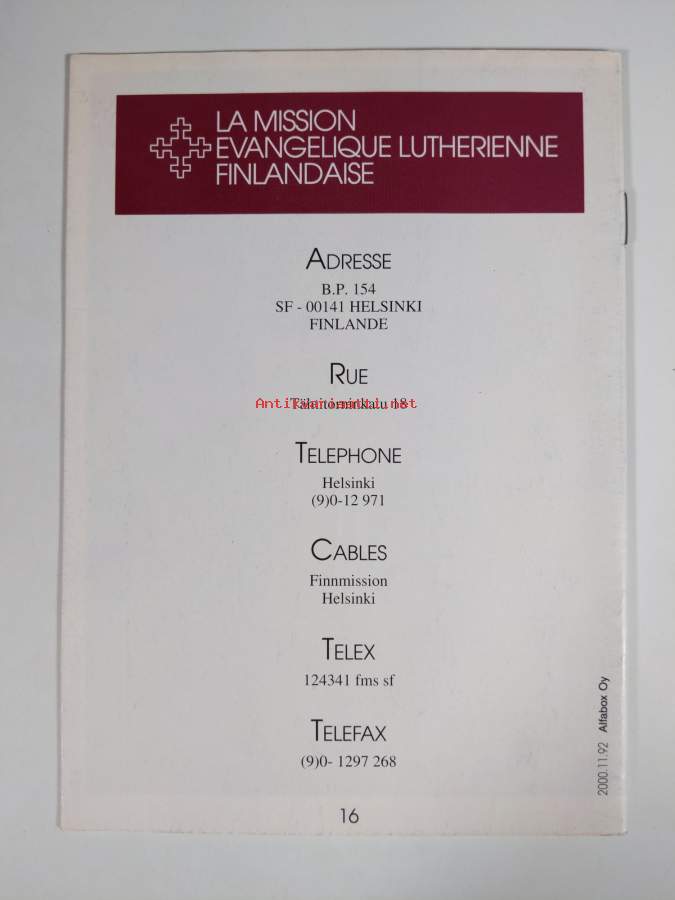 LA MISSION
EVANGELIQUE LUTHERIENNE
FINLANDAISE
ADRESSE
B.P. 154
SF - 00141 HELSINKI
FINLANDE
RUE
Tähtitorninkatu 18
Antikvariaatti.net
TELEPHONE
Helsinki
(9)0-12 971
CABLES
Finnmission
Helsinki
TELEX
124341 fms sf
TELEFAX
(9)0- 1297 268
2000.11.92 Alfabox Oy
16